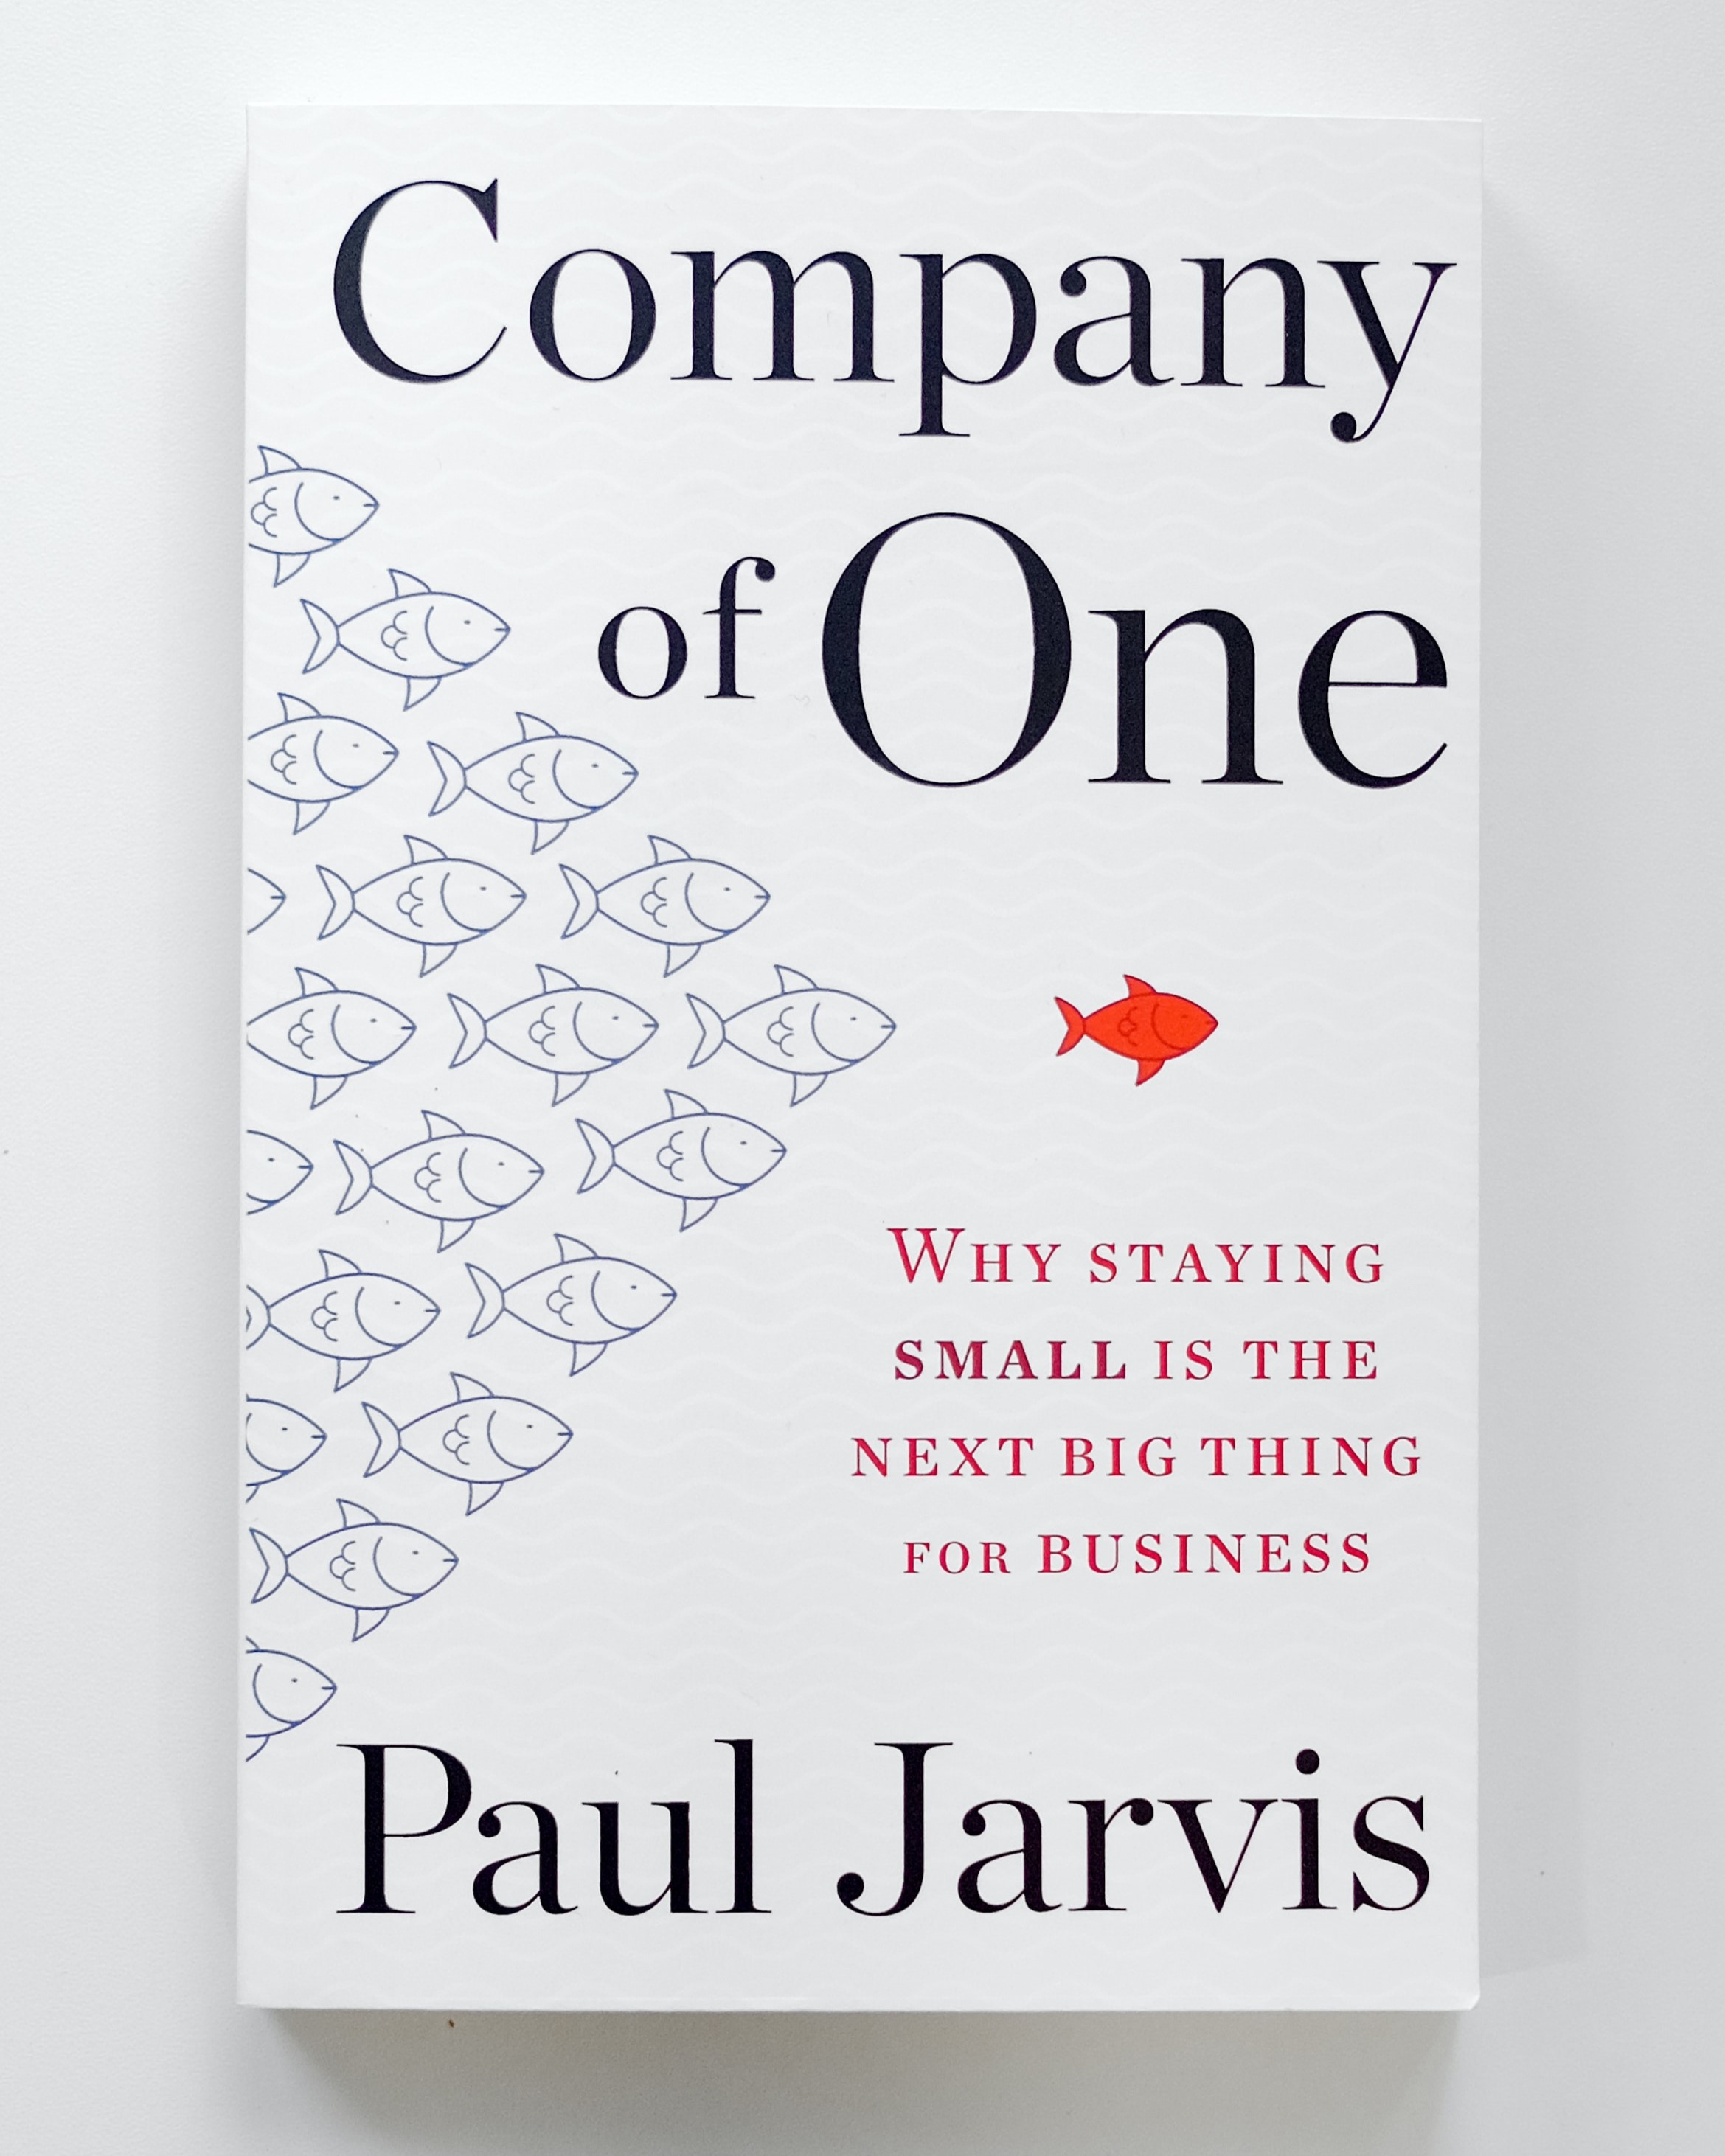 Company
of One
WHY STAYING
SMALL IS THE
NEXT BIG THING
FOR BUSINESS
Paul Jarvis